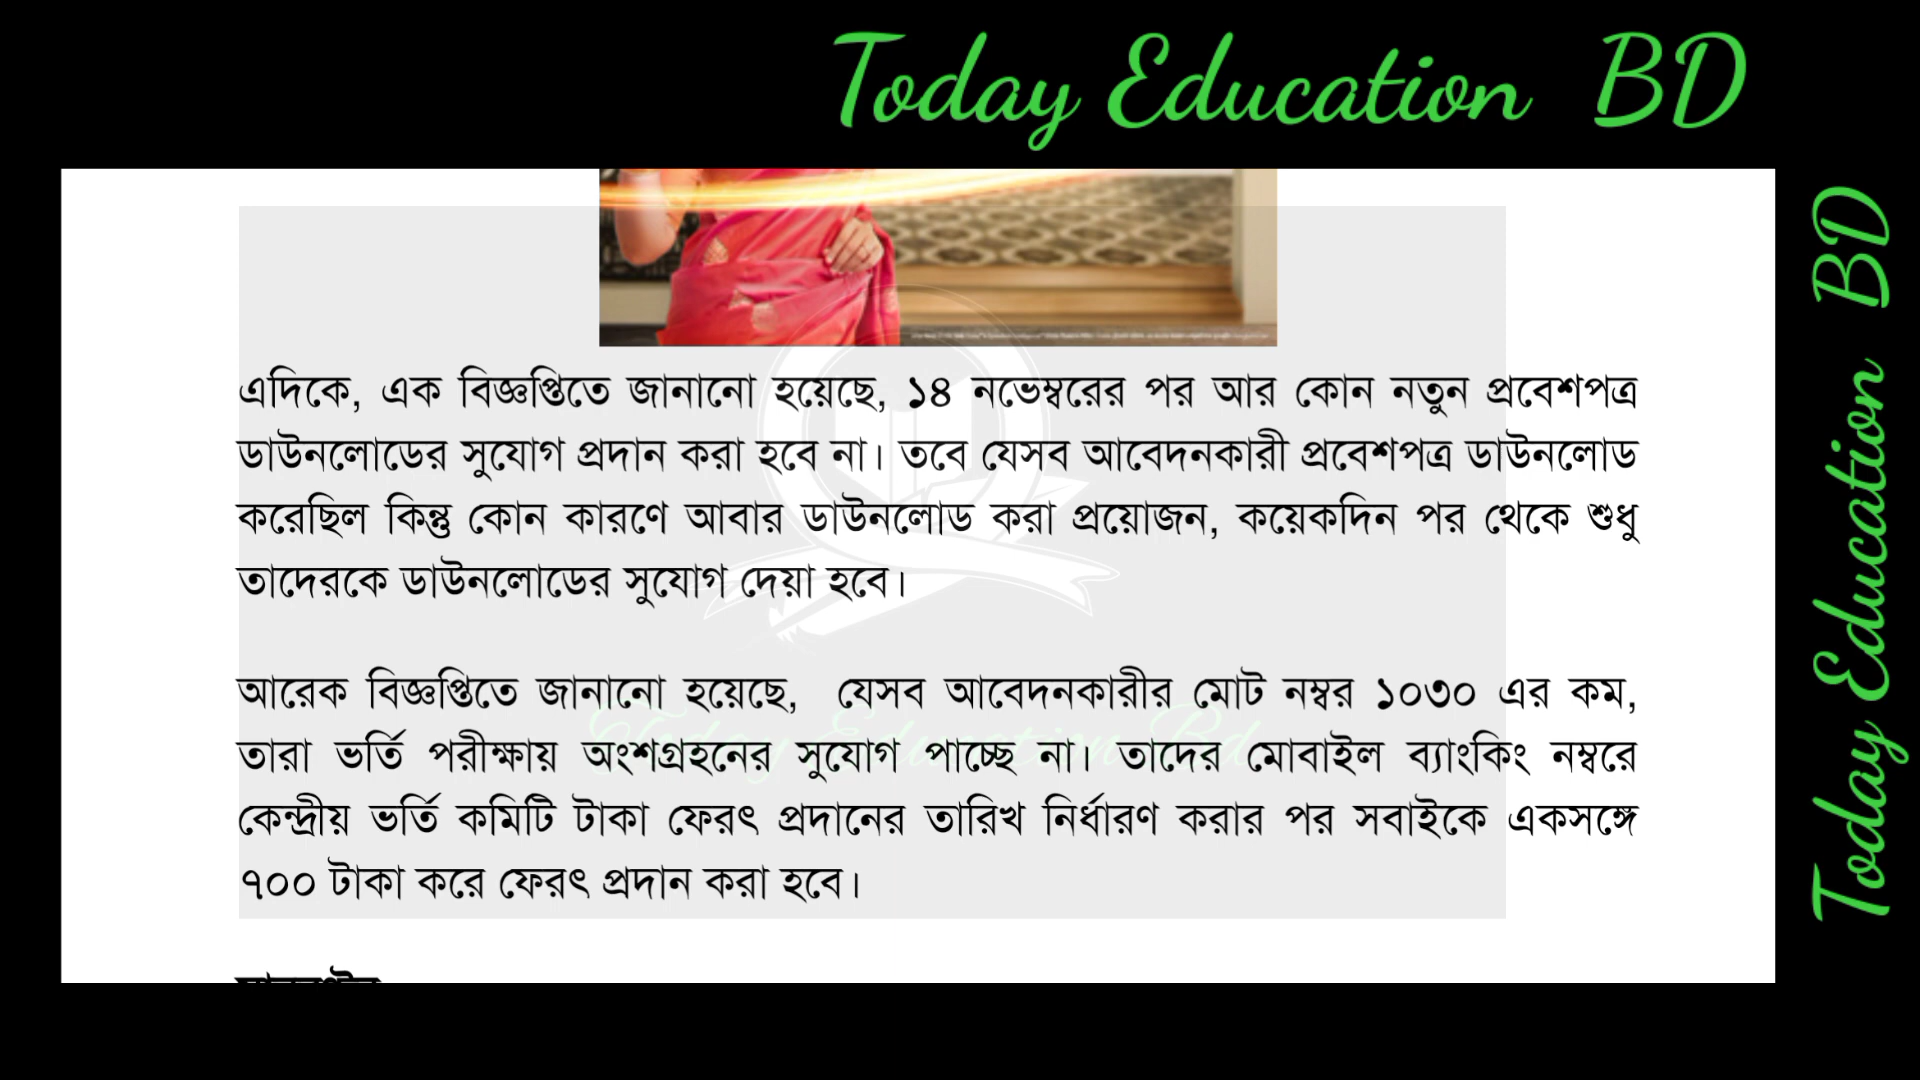 Today Education BD
এদিকে, এক বিজ্ঞপ্তিতে জানানো হয়েছে, ১৪ নভেম্বরের পর আর কোন নতুন প্রবেশপত্র
ডাউনলোডের সুযোগ প্রদান করা হবে না। তবে যেসব আবেদনকারী প্রবেশপত্র ডাউনলোড
করেছিল কিন্তু কোন কারণে আবার ডাউনলোড করা প্রয়োজন, কয়েকদিন পর থেকে শুধু
তাদেরকে ডাউনলোডের সুযোগ দেয়া হবে।
আরেক বিজ্ঞপ্তিতে জানানো হয়েছে, যেসব আবেদনকারীর মোট নম্বর ১০৩০ এর কম,
তারা ভর্তি পরীক্ষায় অংশগ্রহনের সুযোগ পাচ্ছে না। তাদের মোবাইল ব্যাংকিং নম্বরে
কেন্দ্রীয় ভর্তি কমিটি টাকা ফেরৎ প্রদানের তারিখ নির্ধারণ করার পর সবাইকে একসঙ্গে
৭০০ টাকা করে ফেরৎ প্রদান করা হবে।
Today Education Bd
Today Education BD